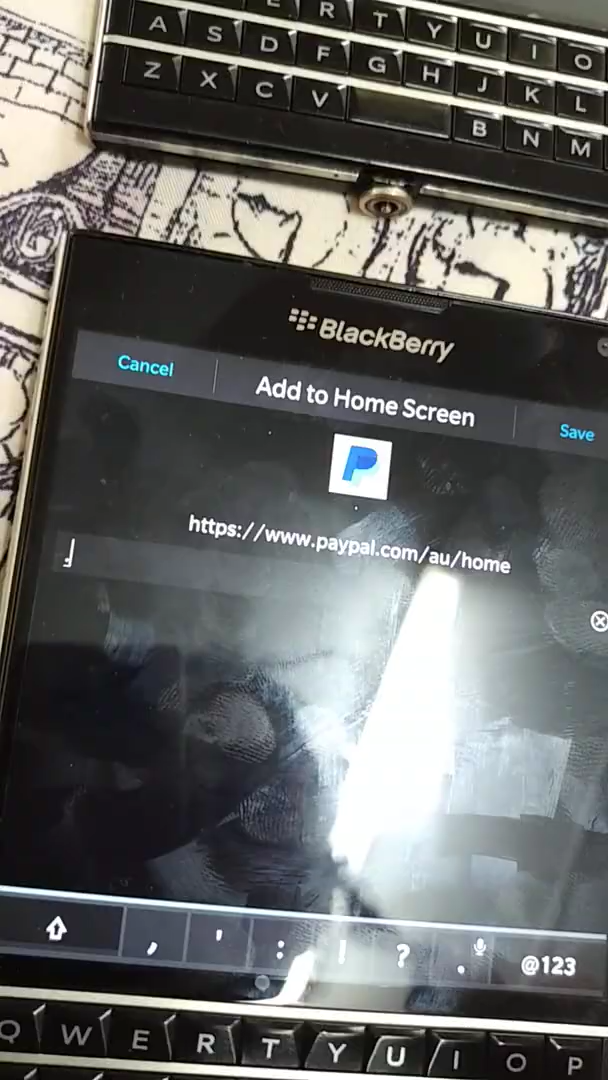 E R T Y U I O
A S D F G H J K L
Z X C V B N M
BlackBerry
Cancel
Add to Home Screen
Save
P
https://www.paypal.com/au/home
, ' : ! ? . @123
Q W E R T Y U I O P